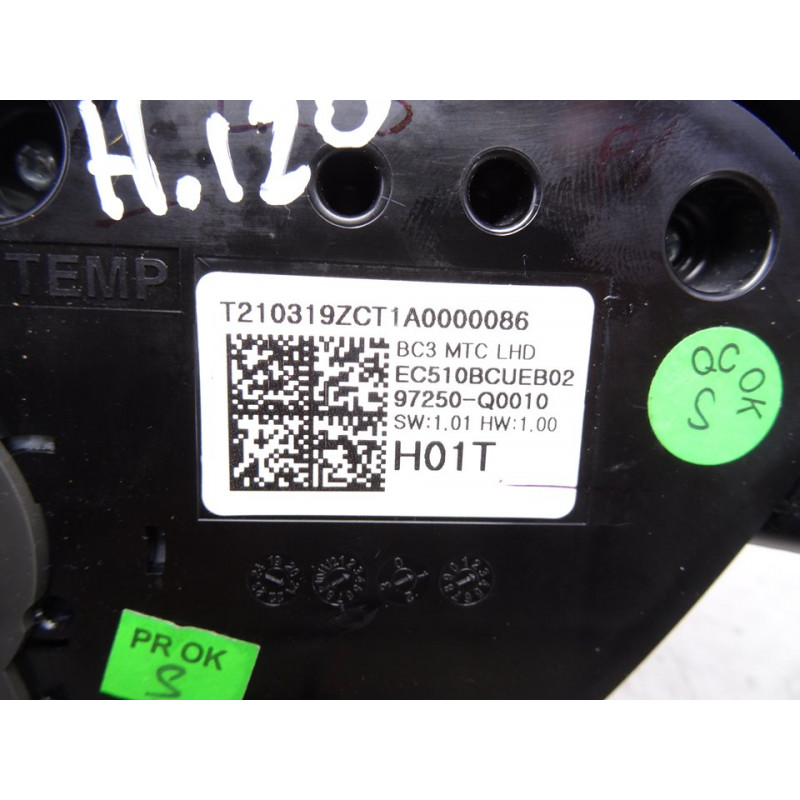 H.i20
TEMP
T210319ZCT1A0000086
BC3 MTC LHD
EC510BCUEB02
97250-Q0010
SW:1.01 HW:1.00
H01T
QC OK
S
PR OK
S